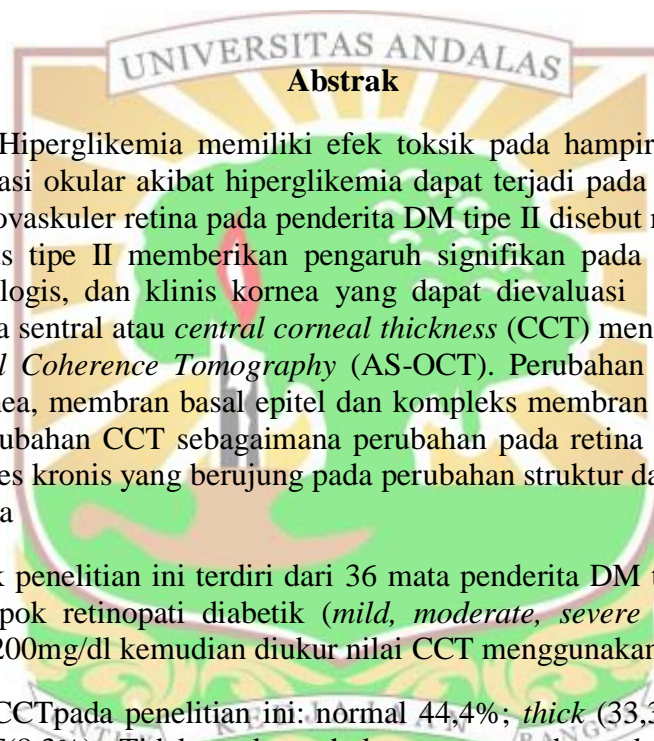 UNIVERSITAS ANDALAS
Abstrak
Hiperglikemia memiliki efek toksik pada hampir
asi okular akibat hiperglikemia dapat terjadi pada
ovaskuler retina pada penderita DM tipe II disebut
s tipe II memberikan pengaruh signifikan pada
logis, dan klinis kornea yang dapat dievaluasi
a sentral atau central corneal thickness (CCT) men
l Coherence Tomography (AS-OCT). Perubahan
nea, membran basal epitel dan kompleks membran
rubahan CCT sebagaimana perubahan pada retina
es kronis yang berujung pada perubahan struktur da
a
k penelitian ini terdiri dari 36 mata penderita DM t
pok retinopati diabetik (mild, moderate, severe
200mg/dl kemudian diukur nilai CCT menggunakan
CCTpada penelitian ini: normal 44,4%; thick (33,3